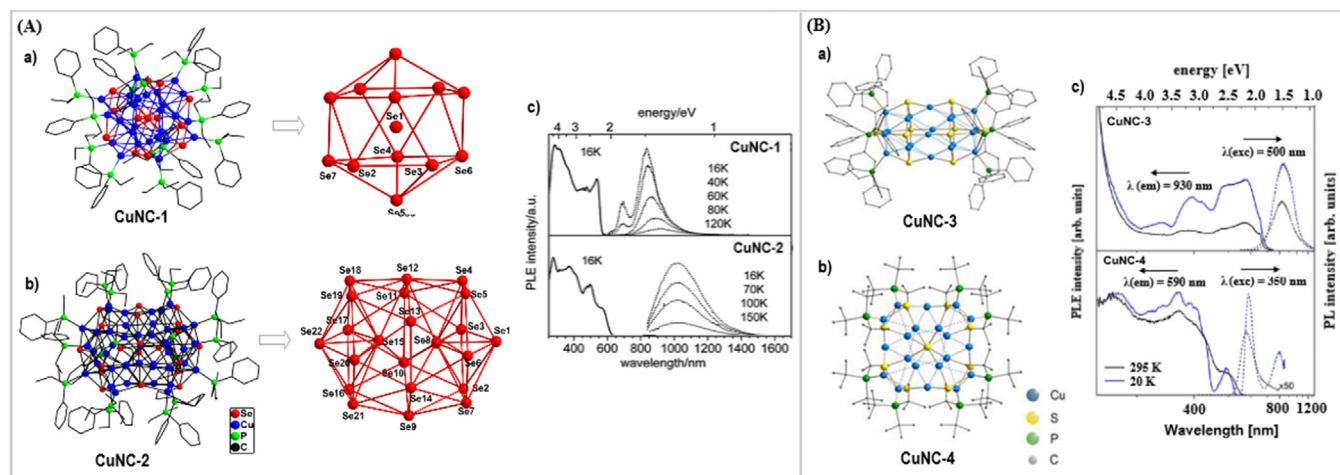 (A)
a)
CuNC-1
Se1
Se4
Se7
Se2
Se3
Se6
b)
CuNC-2
Se
Cu
P
C
Se18
Se12
Se4
Se19
Se11
Se5
Se13
Se17
Se3
Se22
Se15
Se8
Se1
Se20
Se10
Se6
Se16
Se14
Se2
Se21
Se7
Se9
c)
energy/eV
4 3 2 1
CuNC-1
16K
16K
40K
60K
80K
120K
CuNC-2
16K
16K
70K
100K
150K
PLE intensity/a.u.
400 600 800 1000 1200 1400 1600
wavelength/nm
(B)
a)
CuNC-3
b)
CuNC-4
Cu
S
P
C
c)
energy [eV]
4.5 3.5 3.0 2.5 2.0 1.5 1.0
CuNC-3
λ(exc) = 500 nm
λ (em) = 930 nm
CuNC-4
λ(em) = 590 nm
λ(exc) = 350 nm
295 K
20 K
x50
PLE intensity [arb. units]
PL intensity [arb. units]
400 800 1200
Wavelength [nm]